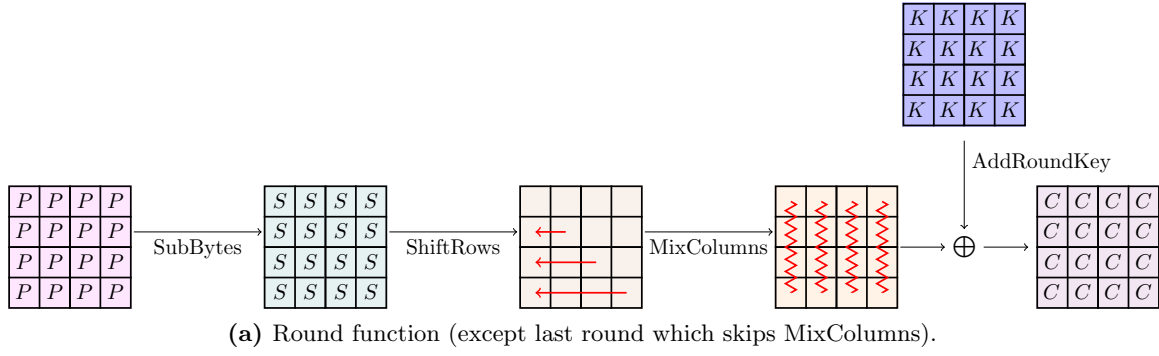 K K K K
K K K K
K K K K
K K K K
AddRoundKey
P P P P
P P P P
P P P P
P P P P
SubBytes
S S S S
S S S S
S S S S
S S S S
ShiftRows
MixColumns
C C C C
C C C C
C C C C
C C C C
(a) Round function (except last round which skips MixColumns).